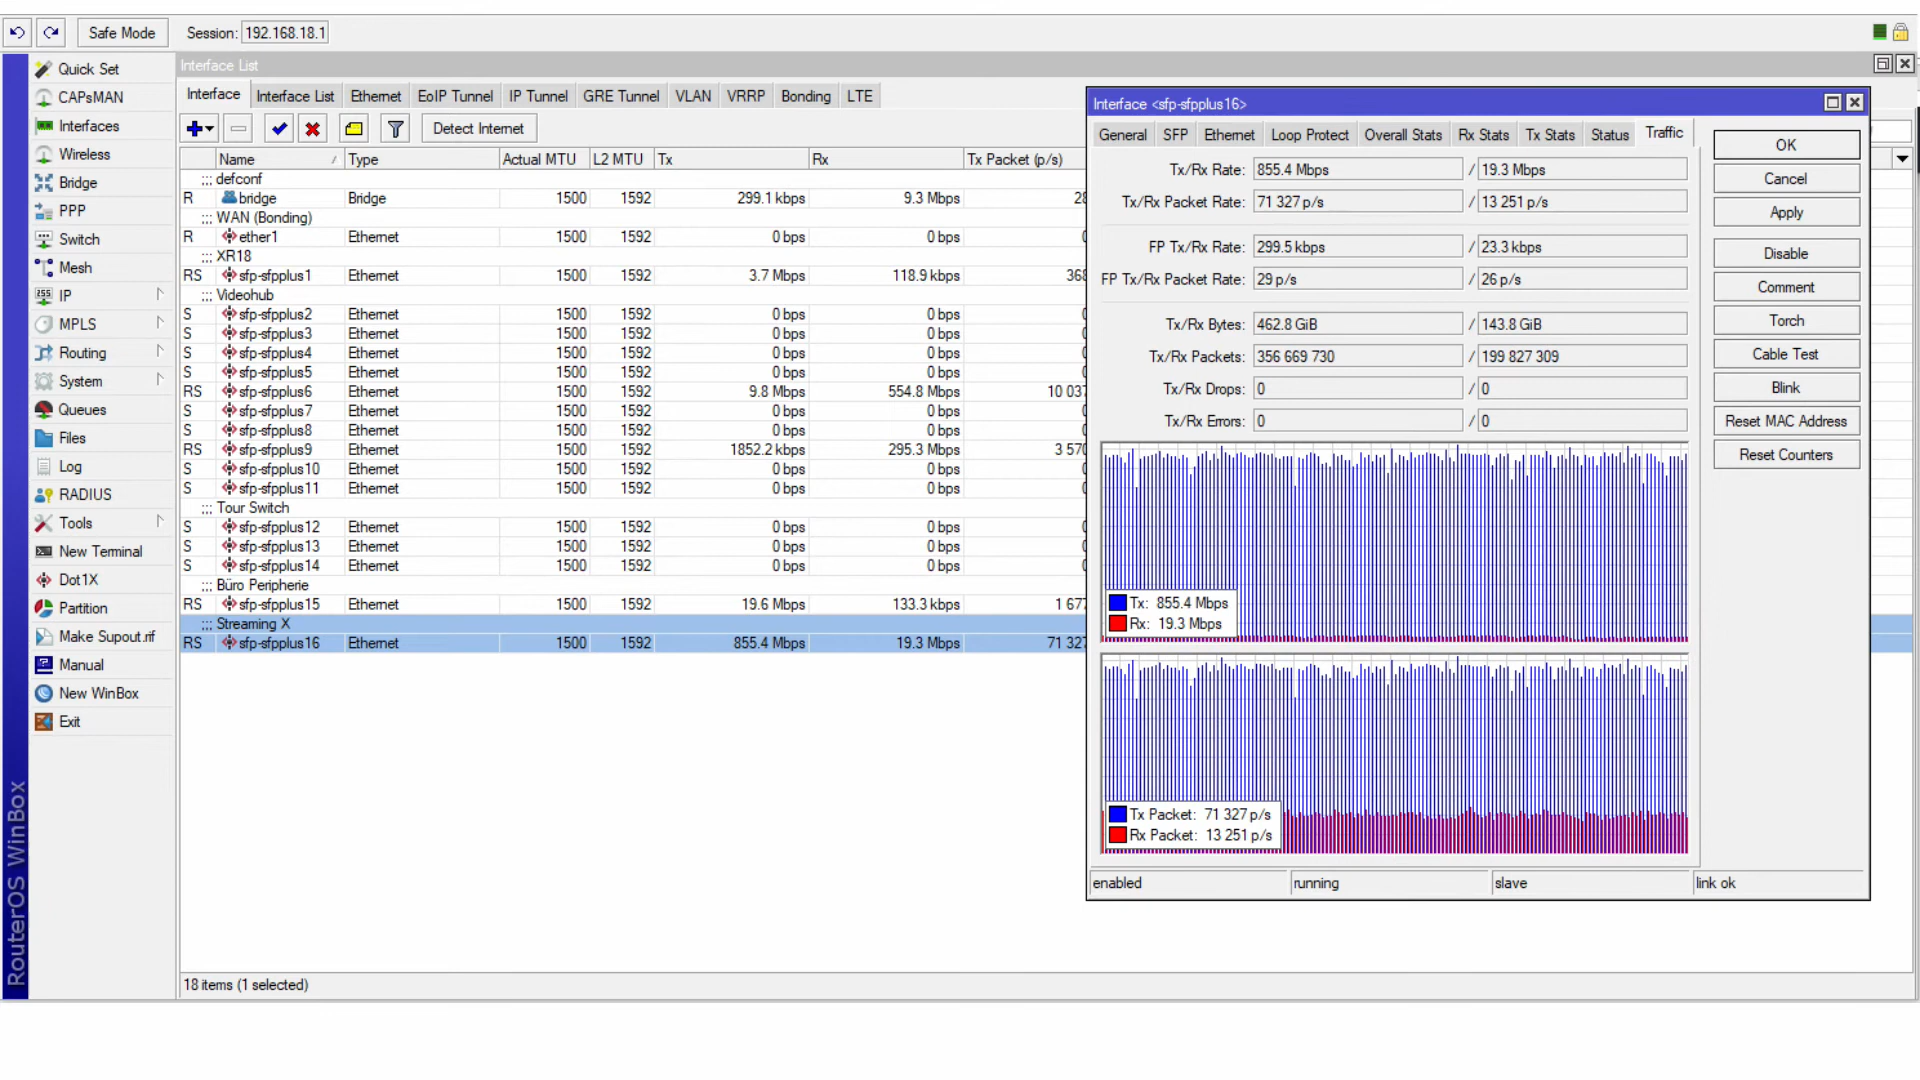 Safe Mode Session: 192.168.18.1
Quick Set
CAPsMAN
Interfaces
Wireless
Bridge
PPP
Switch
Mesh
IP
MPLS
Routing
System
Queues
Files
Log
RADIUS
Tools
New Terminal
Dot1X
Partition
Make Supout.rif
Manual
New WinBox
Exit
RouterOS WinBox
Interface List
Interface Interface List Ethernet EoIP Tunnel IP Tunnel GRE Tunnel VLAN VRRP Bonding LTE
Detect Internet
Name / Type Actual MTU L2 MTU Tx Rx Tx Packet (p/s)
::: defconf
R bridge Bridge 1500 1592 299.1 kbps 9.3 Mbps 28
::: WAN (Bonding)
R ether1 Ethernet 1500 1592 0 bps 0 bps
::: XR18
RS sfp-sfpplus1 Ethernet 1500 1592 3.7 Mbps 118.9 kbps 368
::: Videohub
S sfp-sfpplus2 Ethernet 1500 1592 0 bps 0 bps
S sfp-sfpplus3 Ethernet 1500 1592 0 bps 0 bps
S sfp-sfpplus4 Ethernet 1500 1592 0 bps 0 bps
S sfp-sfpplus5 Ethernet 1500 1592 0 bps 0 bps
RS sfp-sfpplus6 Ethernet 1500 1592 9.8 Mbps 554.8 Mbps 10 037
S sfp-sfpplus7 Ethernet 1500 1592 0 bps 0 bps
S sfp-sfpplus8 Ethernet 1500 1592 0 bps 0 bps
RS sfp-sfpplus9 Ethernet 1500 1592 1852.2 kbps 295.3 Mbps 3 570
S sfp-sfpplus10 Ethernet 1500 1592 0 bps 0 bps
S sfp-sfpplus11 Ethernet 1500 1592 0 bps 0 bps
::: Tour Switch
S sfp-sfpplus12 Ethernet 1500 1592 0 bps 0 bps
S sfp-sfpplus13 Ethernet 1500 1592 0 bps 0 bps
S sfp-sfpplus14 Ethernet 1500 1592 0 bps 0 bps
::: Büro Peripherie
RS sfp-sfpplus15 Ethernet 1500 1592 19.6 Mbps 133.3 kbps 1 677
::: Streaming X
RS sfp-sfpplus16 Ethernet 1500 1592 855.4 Mbps 19.3 Mbps 71 327
18 items (1 selected)
Interface <sfp-sfpplus16>
General SFP Ethernet Loop Protect Overall Stats Rx Stats Tx Stats Status Traffic
Tx/Rx Rate: 855.4 Mbps / 19.3 Mbps
Tx/Rx Packet Rate: 71 327 p/s / 13 251 p/s
FP Tx/Rx Rate: 299.5 kbps / 23.3 kbps
FP Tx/Rx Packet Rate: 29 p/s / 26 p/s
Tx/Rx Bytes: 462.8 GiB / 143.8 GiB
Tx/Rx Packets: 356 669 730 / 199 827 309
Tx/Rx Drops: 0 / 0
Tx/Rx Errors: 0 / 0
Tx: 855.4 Mbps
Rx: 19.3 Mbps
Tx Packet: 71 327 p/s
Rx Packet: 13 251 p/s
enabled running slave link ok
OK
Cancel
Apply
Disable
Comment
Torch
Cable Test
Blink
Reset MAC Address
Reset Counters